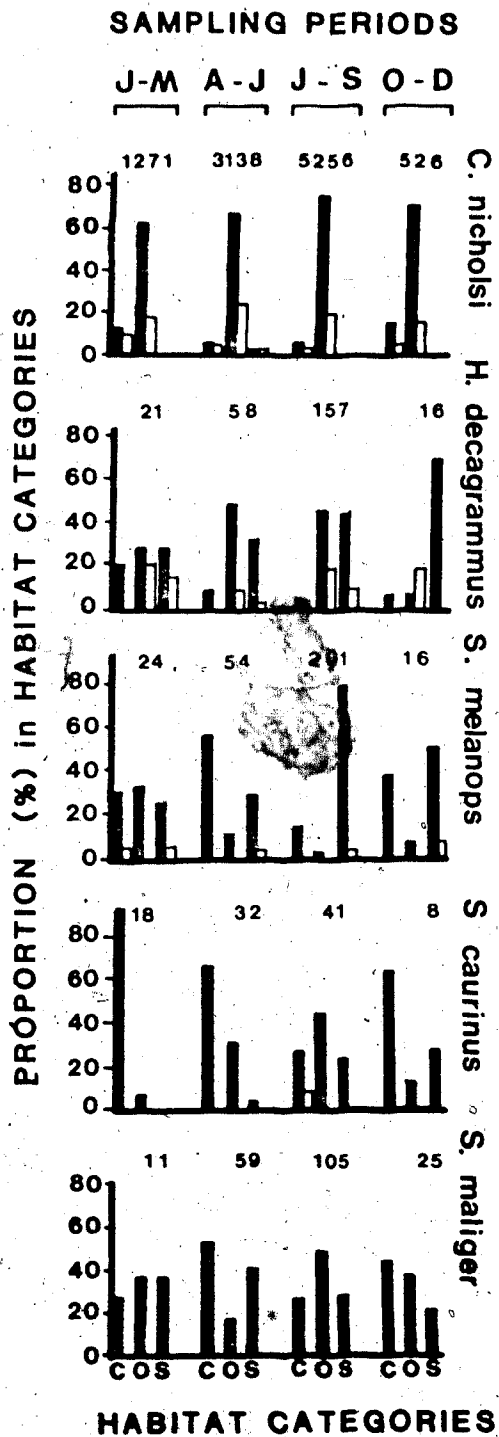 SAMPLING PERIODS
J-M A-J J-S O-D
1271 3138 5256 526
80
60
40
20
0
C. nicholsi
21 58 157 16
80
60
40
20
0
H. decagrammus
24 54 201 16
80
60
40
20
0
S. melanops
18 32 41 8
80
60
40
20
0
S caurinus
11 59 105 25
80
60
40
20
0
S. maliger
PROPORTION (%) in HABITAT CATEGORIES
COS COS COS COS
HABITAT CATEGORIES